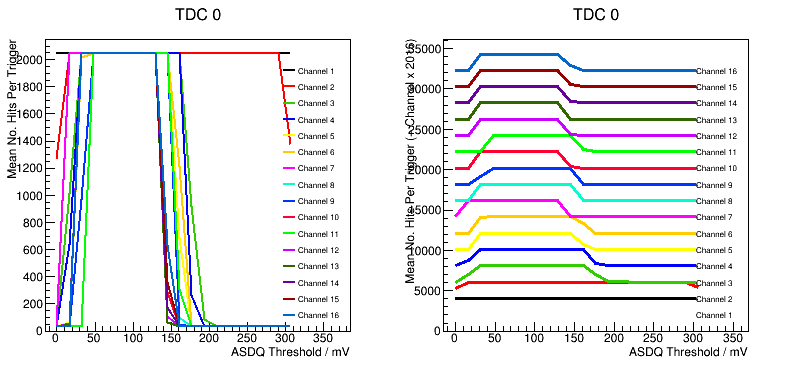 TDC 0
Mean No. Hits Per Trigger
2000
1800
1600
1400
1200
1000
800
600
400
200
0
0 50 100 150 200 250 300 350
ASDQ Threshold / mV
Channel 1
Channel 2
Channel 3
Channel 4
Channel 5
Channel 6
Channel 7
Channel 8
Channel 9
Channel 10
Channel 11
Channel 12
Channel 13
Channel 14
Channel 15
Channel 16
TDC 0
Mean No. Hits Per Trigger (+ Channel x 2016)
35000
30000
25000
20000
15000
10000
5000
0
0 50 100 150 200 250 300 350
ASDQ Threshold / mV
Channel 16
Channel 15
Channel 14
Channel 13
Channel 12
Channel 11
Channel 10
Channel 9
Channel 8
Channel 7
Channel 6
Channel 5
Channel 4
Channel 3
Channel 2
Channel 1